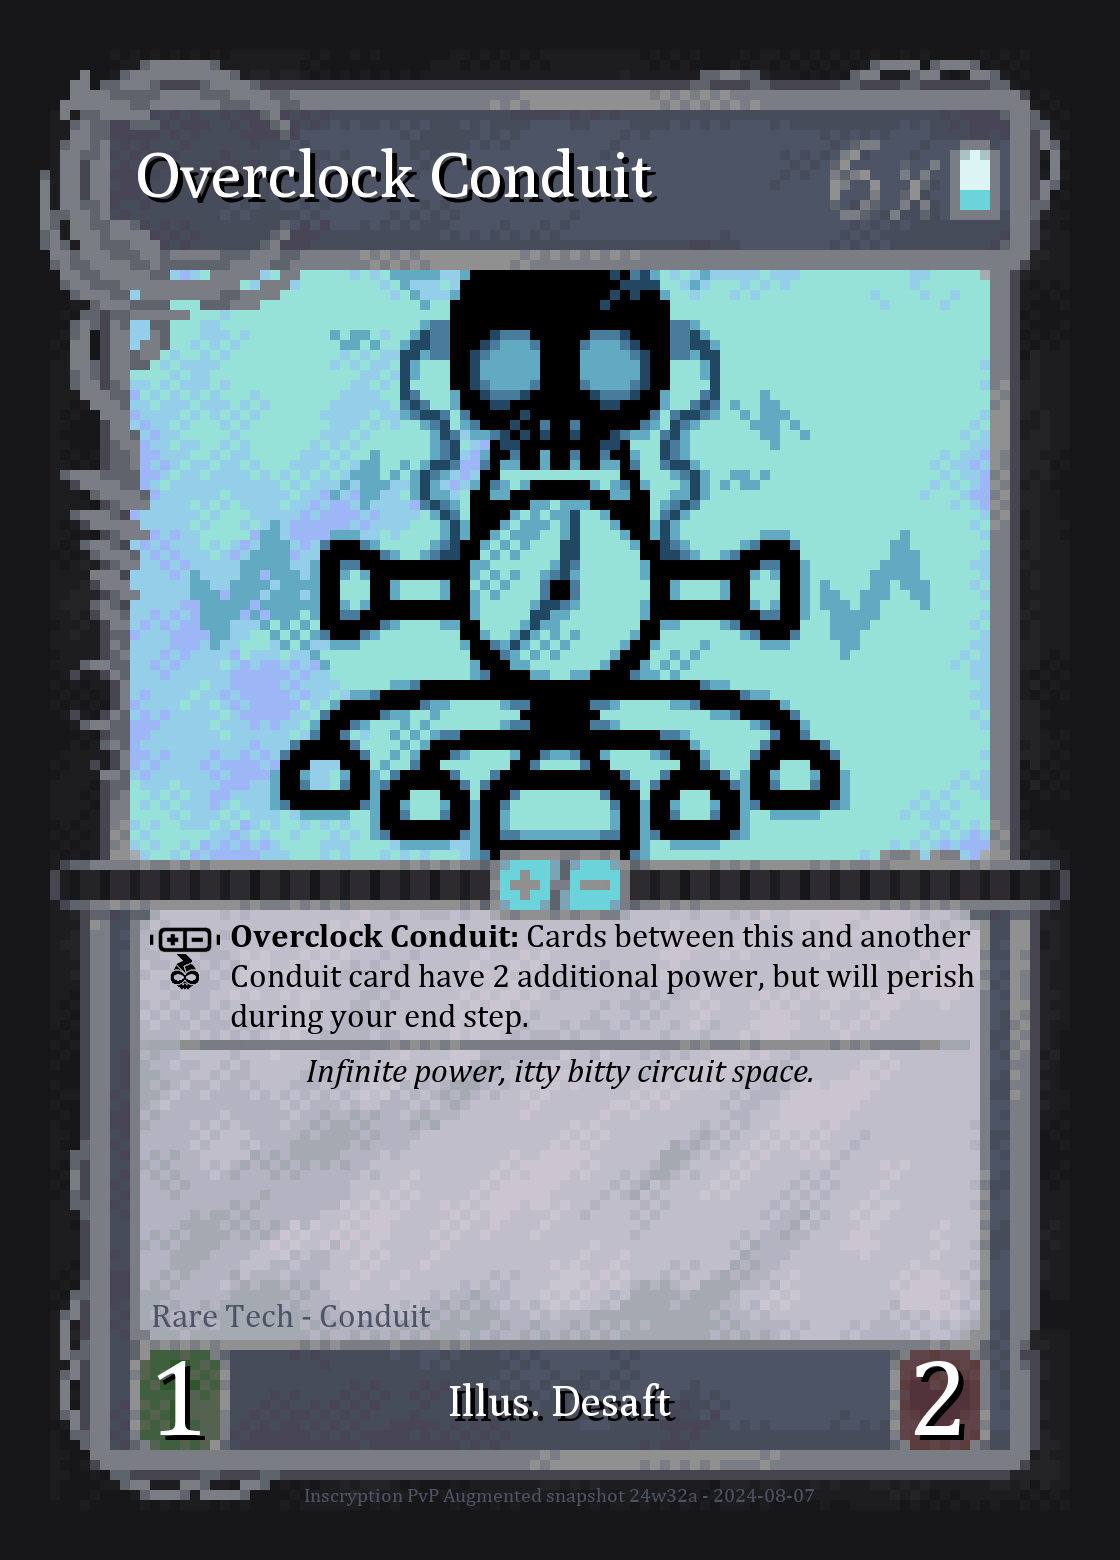 Overclock Conduit 6x
+ -
Overclock Conduit: Cards between this and another
Conduit card have 2 additional power, but will perish
during your end step.
Infinite power, itty bitty circuit space.
Rare Tech - Conduit
1 Illus. Desaft 2
Inscryption PvP Augmented snapshot 24w32a - 2024-08-07